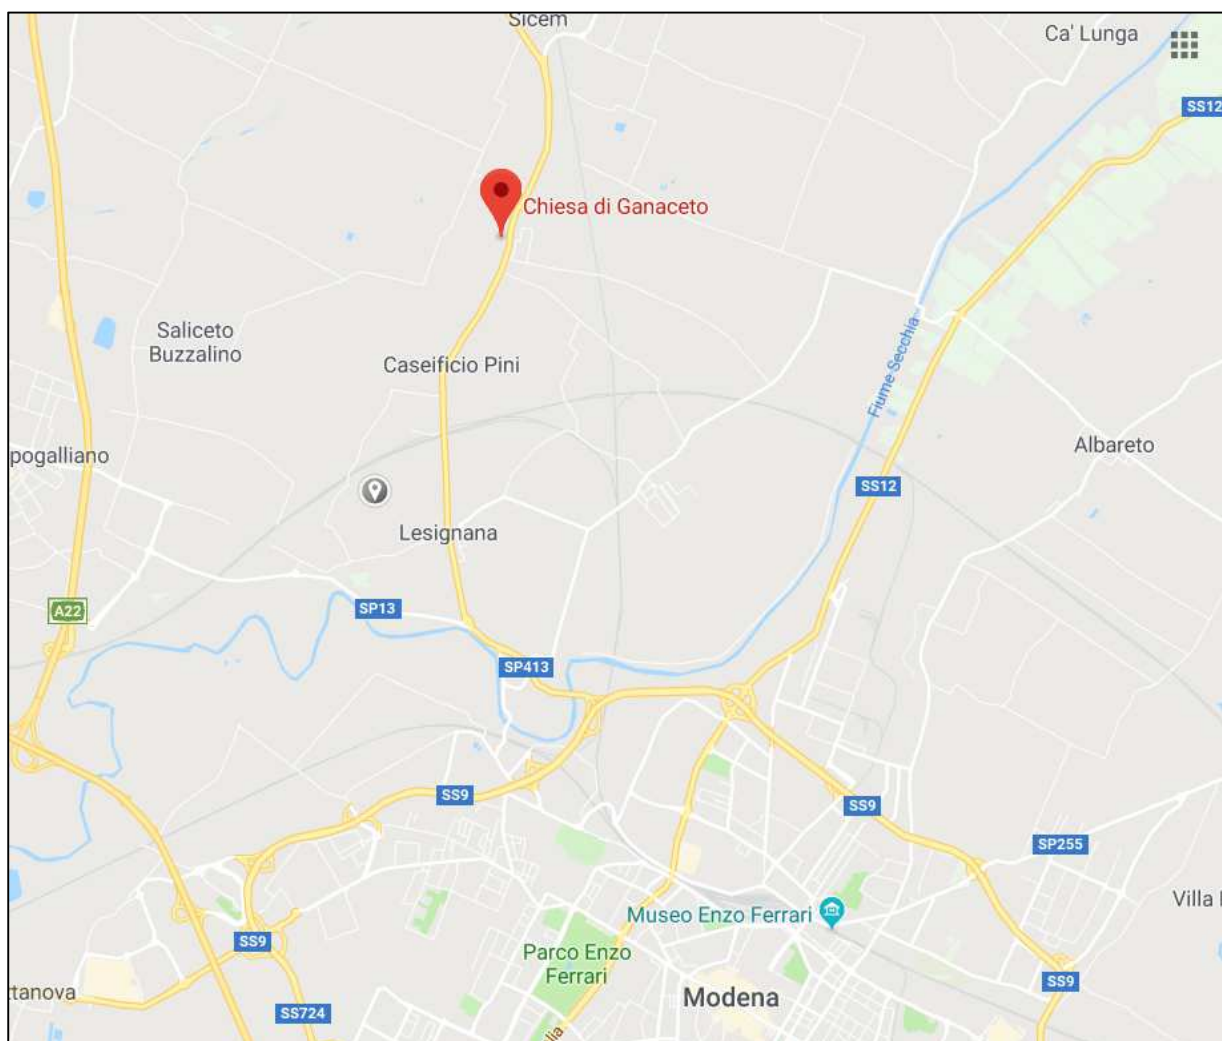 Sicem
Ca' Lunga
SS12
Chiesa di Ganaceto
Saliceto
Buzzalino
Caseificio Pini
Fiume Secchia
pogalliano
Albareto
SS12
Lesignana
A22
SP13
SP413
SS9
SS9
SP255
Villa
Museo Enzo Ferrari
SS9
Parco Enzo
Ferrari
SS9
ttanova
Modena
SS724